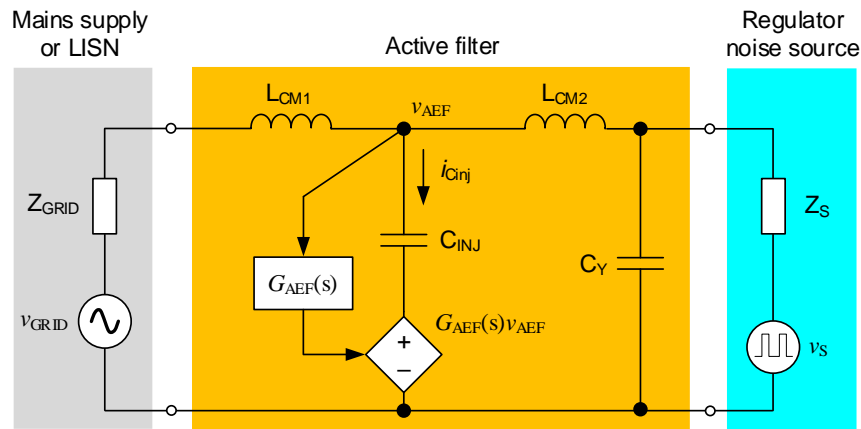 Mains supply
or LISN
Active filter
Regulator
noise source
LCM1
vAEF
LCM2
iCinj
ZGRID
CINJ
CY
ZS
GAEF(s)
GAEF(s)vAEF
vGRID
+
−
vS